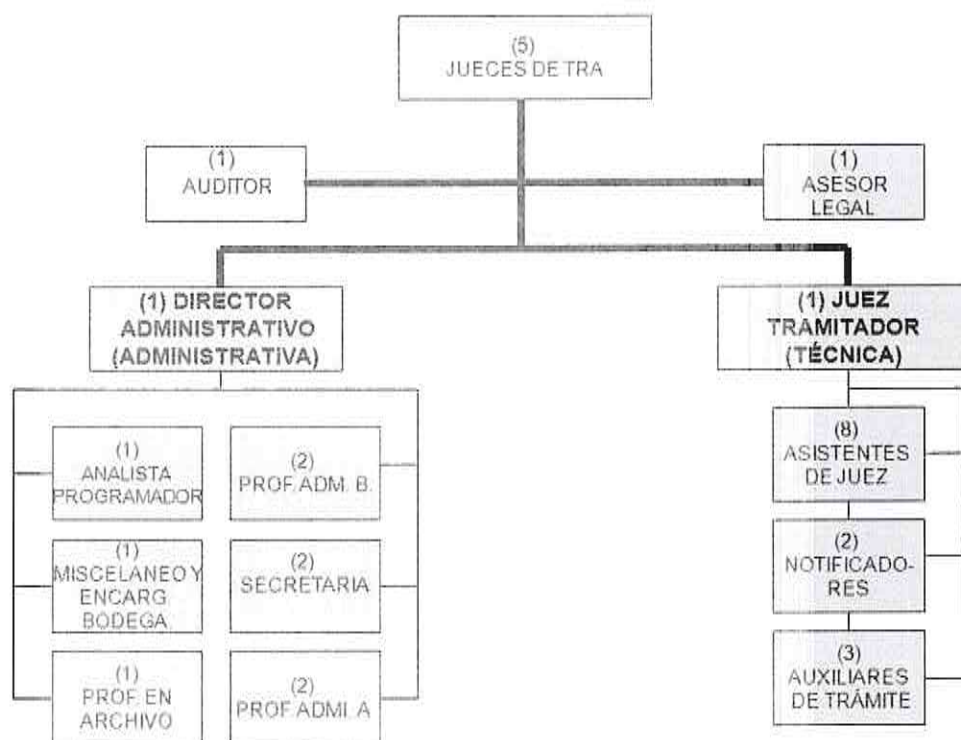 (5)
JUECES DE TRA
(1)
AUDITOR
(1)
ASESOR
LEGAL
(1) DIRECTOR
ADMINISTRATIVO
(ADMINISTRATIVA)
(1) JUEZ
TRAMITADOR
(TÉCNICA)
(1)
ANALISTA
PROGRAMADOR
(2)
PROF. ADM. B.
(8)
ASISTENTES
DE JUEZ
(1)
MISCELANEO Y
ENCARG.
BODEGA
(2)
SECRETARIA
(2)
NOTIFICADO-
RES
(1)
PROF. EN
ARCHIVO
(2)
PROF ADMI. A
(3)
AUXILIARES
DE TRÁMITE